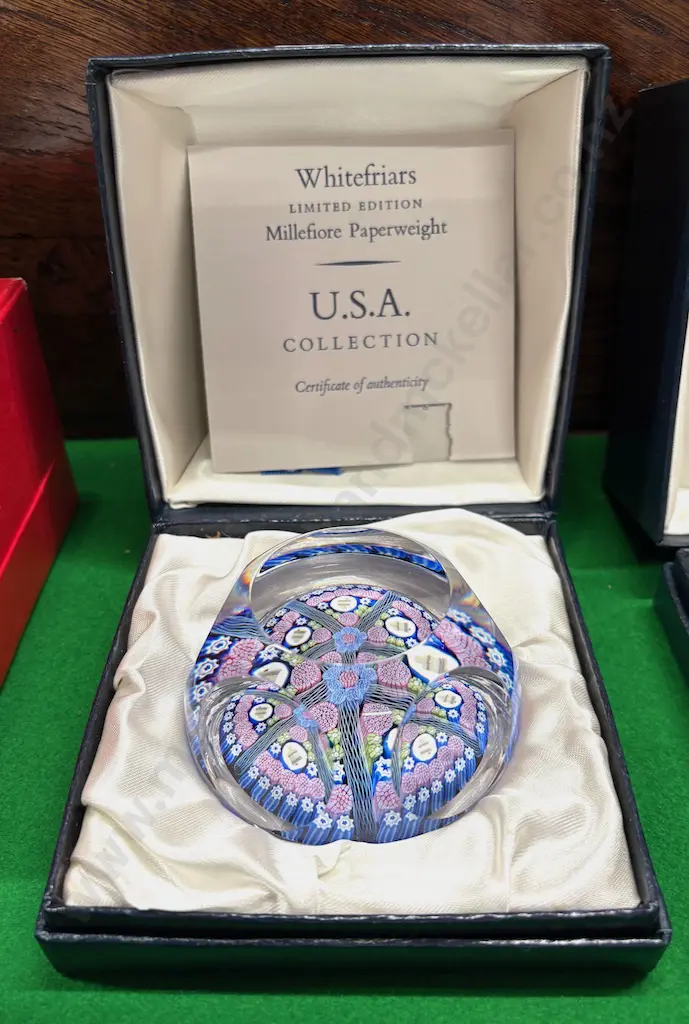 Whitefriars
LIMITED EDITION
Millefiore Paperweight
U.S.A.
COLLECTION
Certificate of authenticity